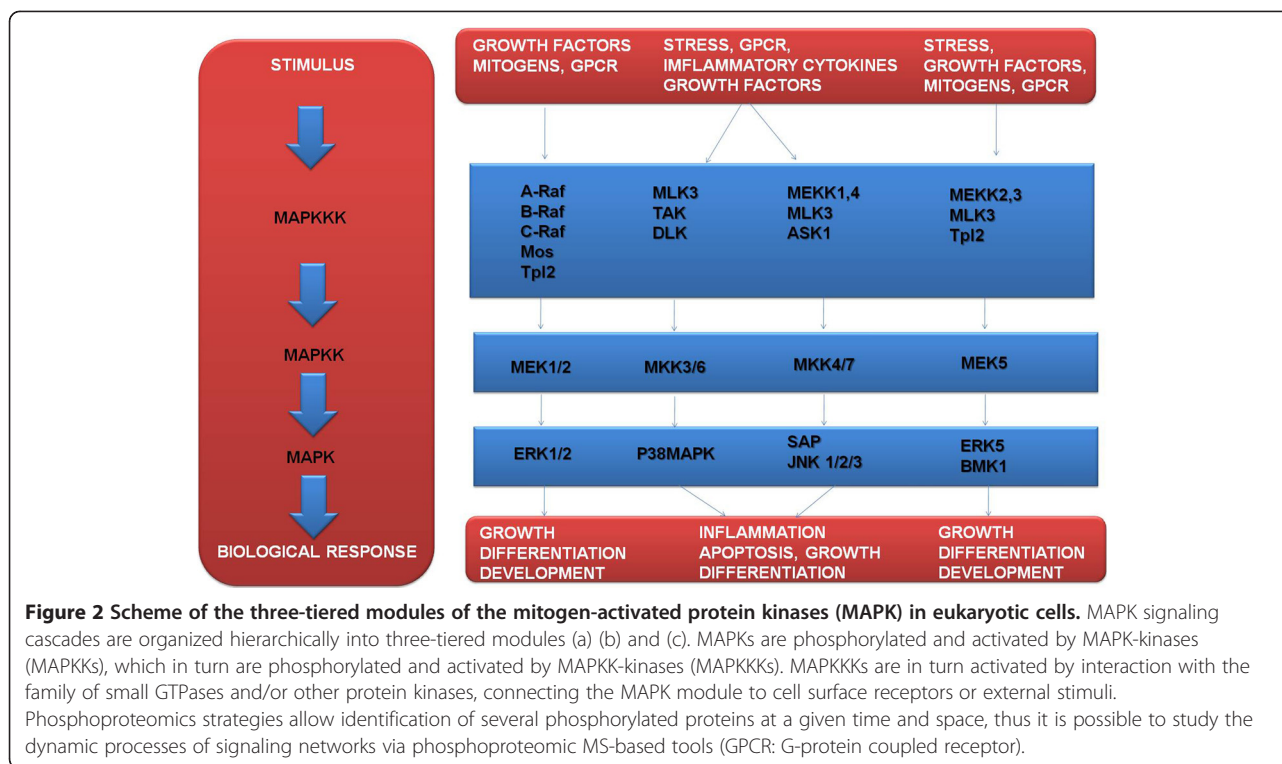 STIMULUS
MAPKKK
MAPKK
MAPK
BIOLOGICAL RESPONSE
GROWTH FACTORS
MITOGENS, GPCR
STRESS, GPCR,
IMFLAMMATORY CYTOKINES
GROWTH FACTORS
STRESS,
GROWTH FACTORS,
MITOGENS, GPCR
A-Raf
B-Raf
C-Raf
Mos
Tpl2
MLK3
TAK
DLK
MEKK1,4
MLK3
ASK1
MEKK2,3
MLK3
Tpl2
MEK1/2
MKK3/6
MKK4/7
MEK5
ERK1/2
P38MAPK
SAP
JNK 1/2/3
ERK5
BMK1
GROWTH
DIFFERENTIATION
DEVELOPMENT
INFLAMMATION
APOPTOSIS, GROWTH
DIFFERENTIATION
GROWTH
DIFFERENTIATION
DEVELOPMENT
Figure 2 Scheme of the three-tiered modules of the mitogen-activated protein kinases (MAPK) in eukaryotic cells. MAPK signaling
cascades are organized hierarchically into three-tiered modules (a) (b) and (c). MAPKs are phosphorylated and activated by MAPK-kinases
(MAPKKs), which in turn are phosphorylated and activated by MAPKK-kinases (MAPKKKs). MAPKKKs are in turn activated by interaction with the
family of small GTPases and/or other protein kinases, connecting the MAPK module to cell surface receptors or external stimuli.
Phosphoproteomics strategies allow identification of several phosphorylated proteins at a given time and space, thus it is possible to study the
dynamic processes of signaling networks via phosphoproteomic MS-based tools (GPCR: G-protein coupled receptor).